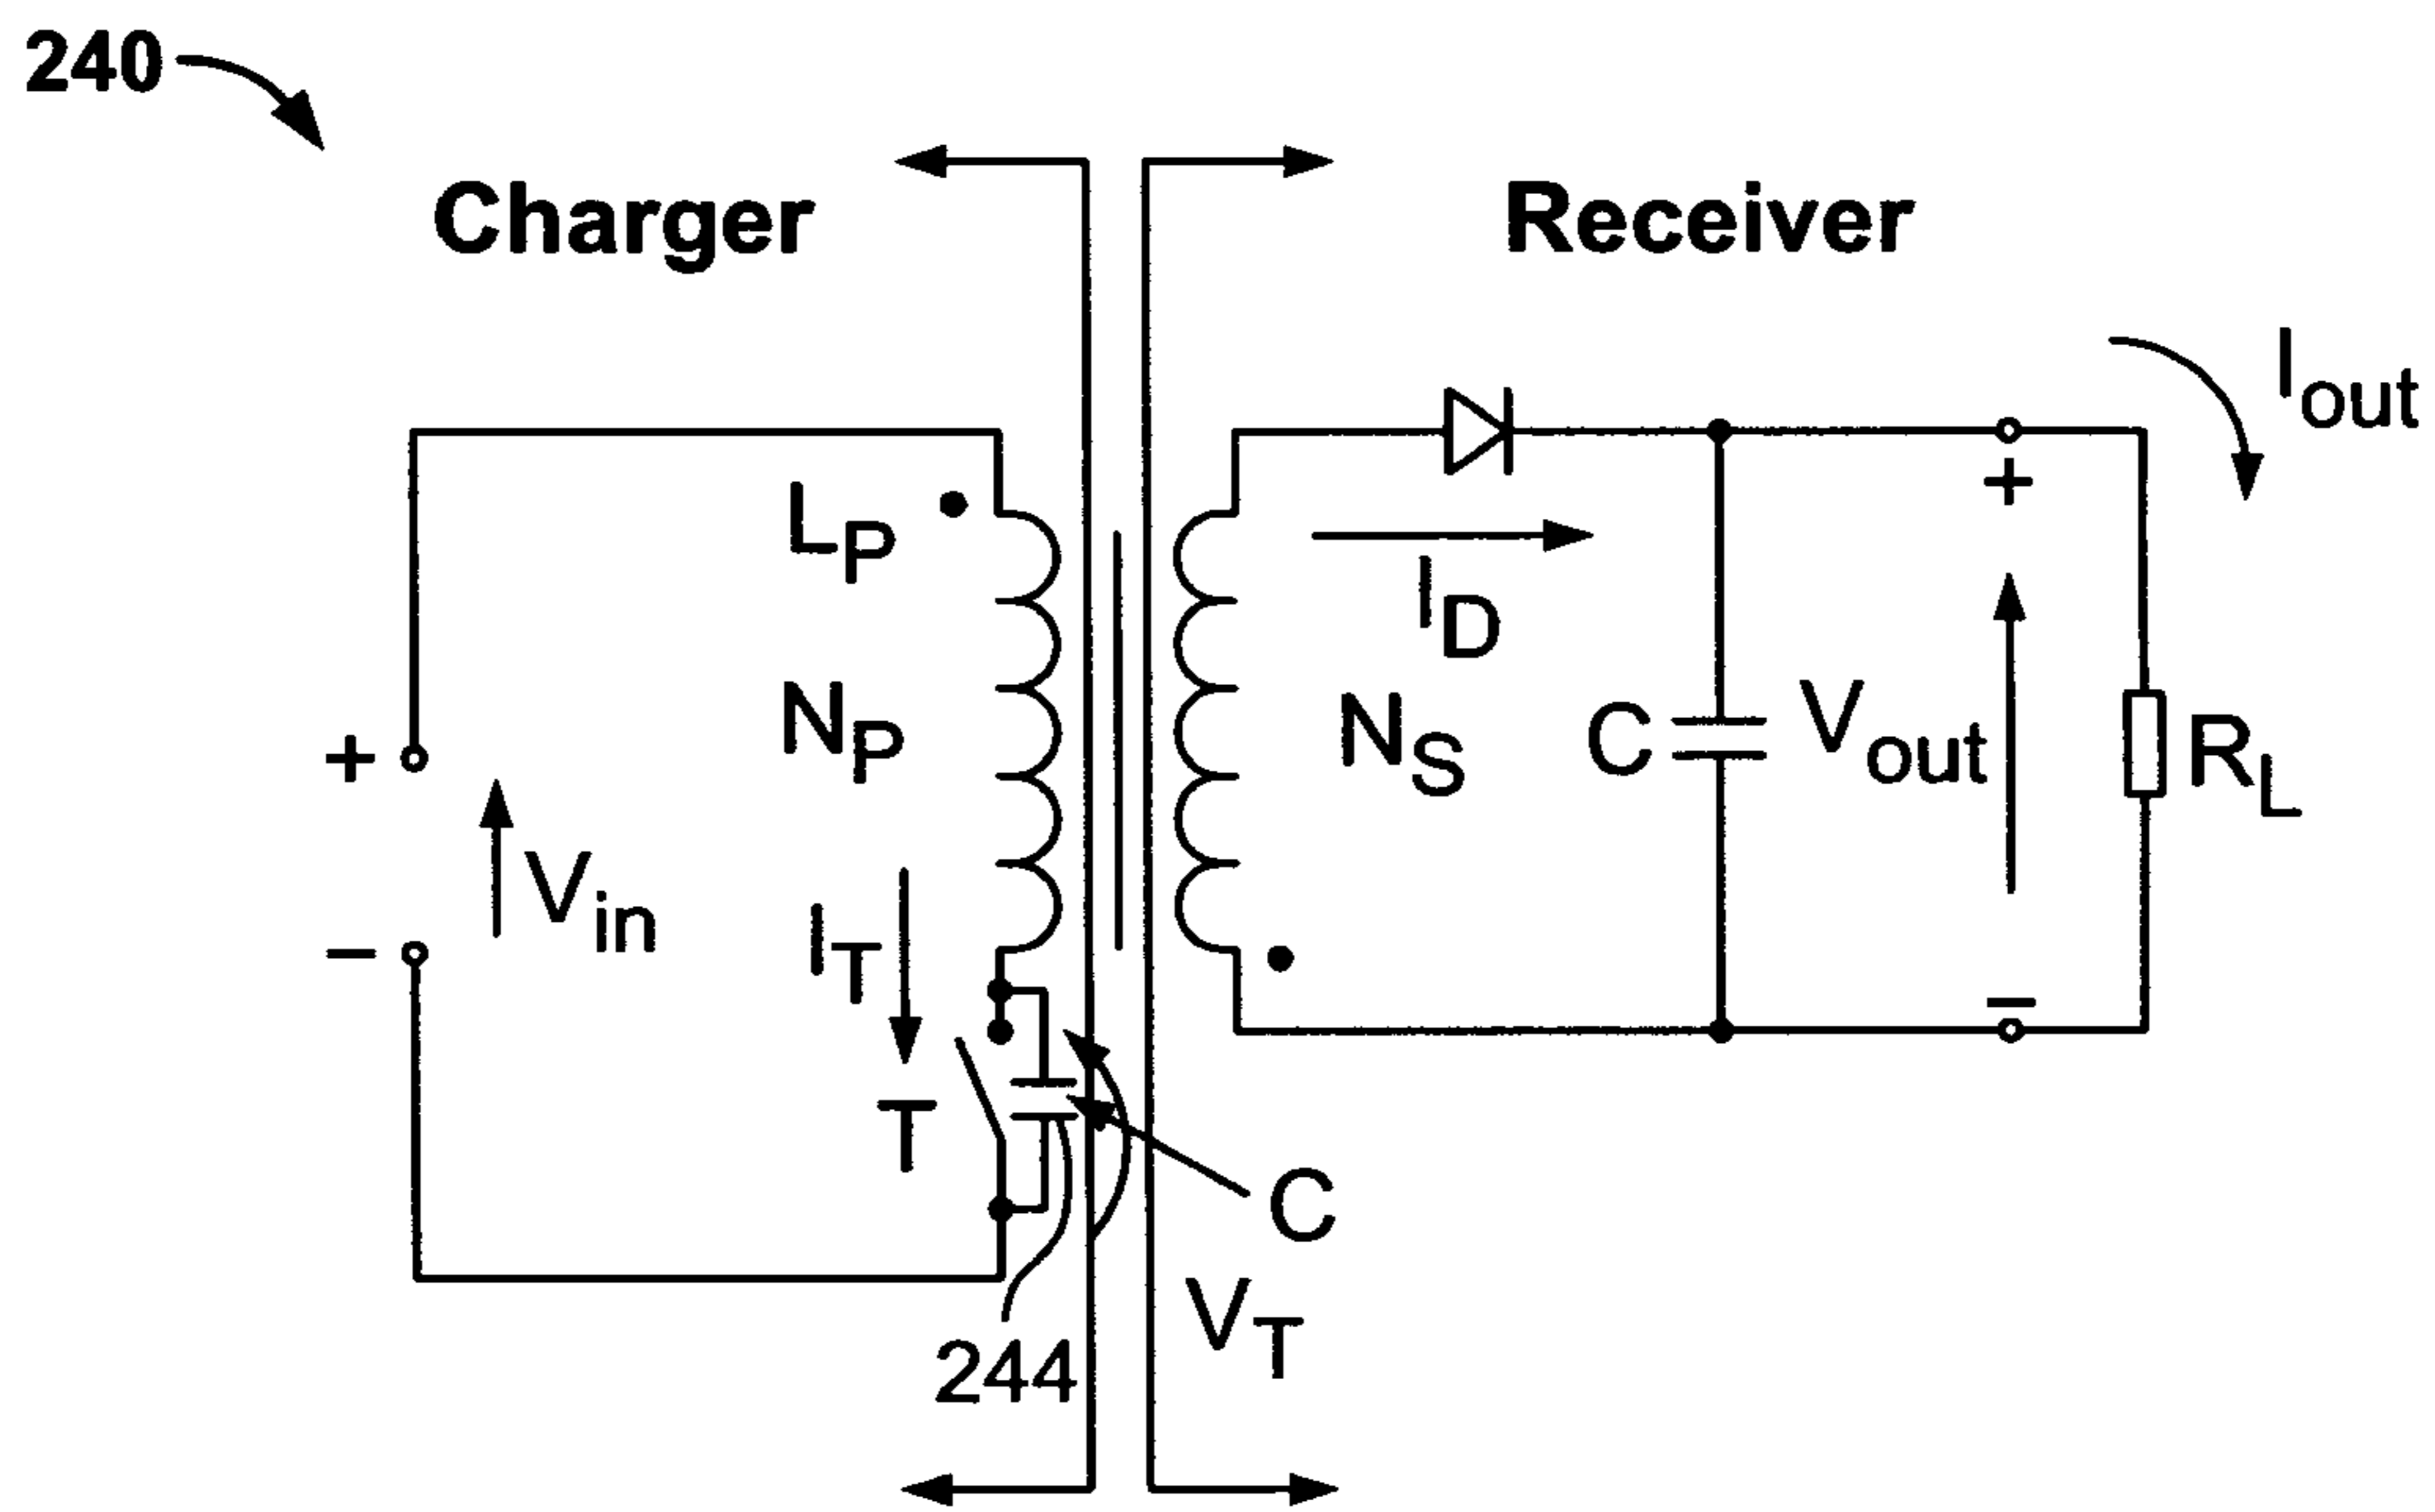 240
Charger
Receiver
Iout
LP
+
ID
NP
NS
C
Vout
RL
+
Vin
−
IT
−
T
C
VT
244